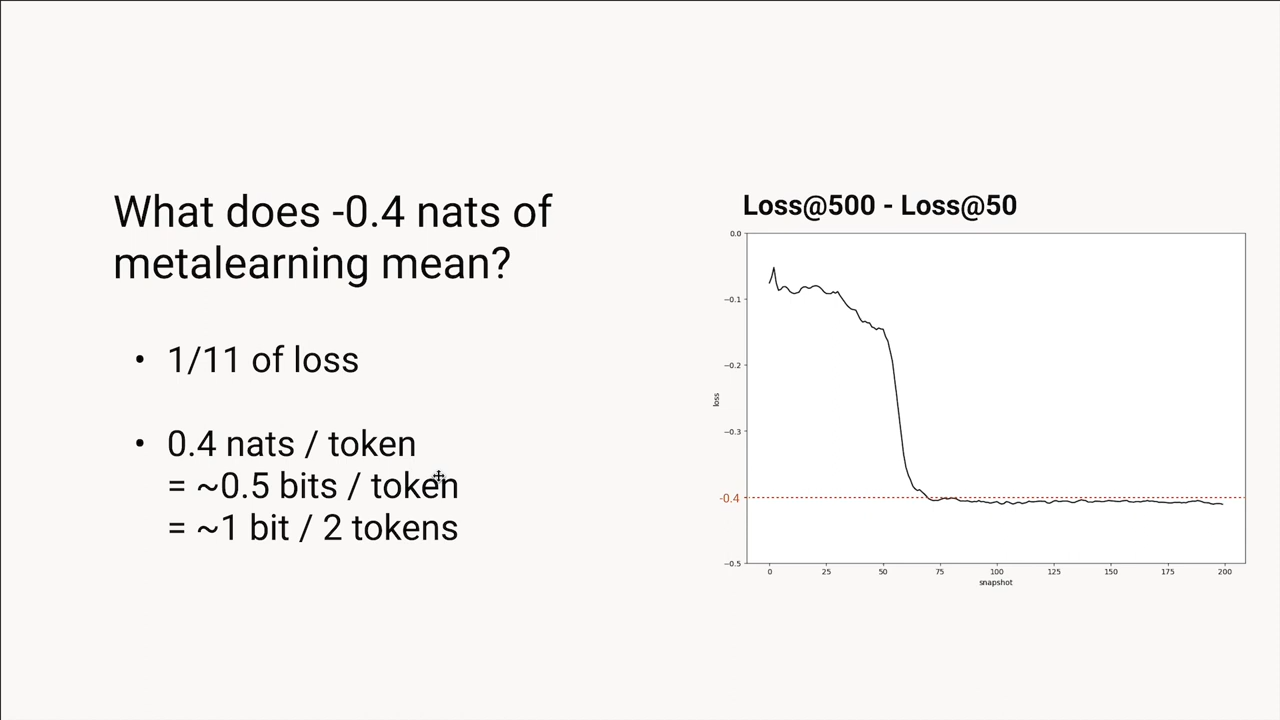 What does -0.4 nats of
metalearning mean?
• 1/11 of loss
• 0.4 nats / token
= ~0.5 bits / token
= ~1 bit / 2 tokens
Loss@500 - Loss@50
0.0
−0.1
−0.2
−0.3
-0.4
−0.5
loss
0 25 50 75 100 125 150 175 200
snapshot